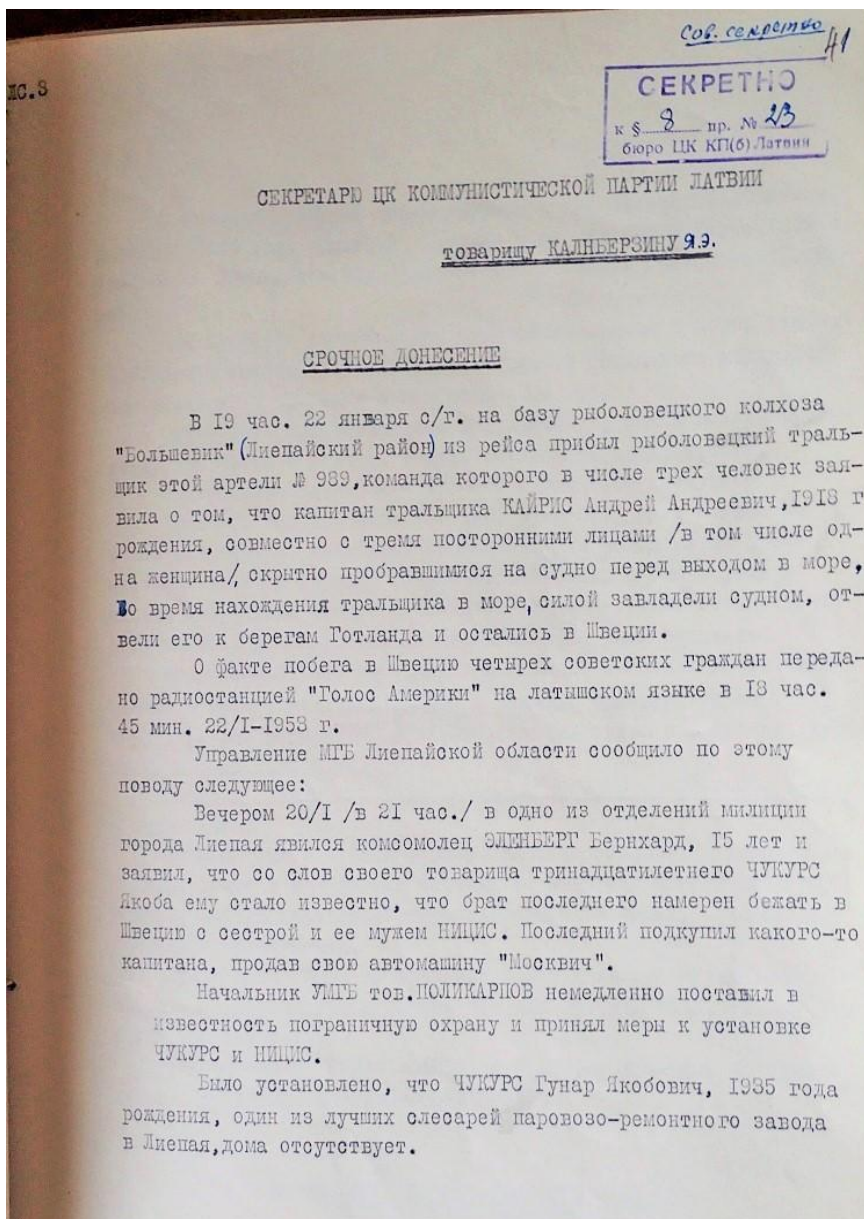 Сов. секретно
41
лс.3
СЕКРЕТНО
к § 8 пр. № 23
бюро ЦК КП(б) Латвии
СЕКРЕТАРЮ ЦК КОММУНИСТИЧЕСКОЙ ПАРТИИ ЛАТВИИ
товарищу КАЛНБЕРЗИНУ Я.Э.
СРОЧНОЕ ДОНЕСЕНИЕ
В 19 час. 22 января с/г. на базу рыболовецкого колхоза
"Большевик" (Лиепайский район) из рейса прибыл рыболовецкий траль-
щик этой артели № 989, команда которого в числе трех человек зая-
вила о том, что капитан тральщика КАЙРИС Андрей Андреевич, 1918 г
рождения, совместно с тремя посторонними лицами /в том числе од-
на женщина/, скрытно пробравшимися на судно перед выходом в море,
во время нахождения тральщика в море, силой завладели судном, от-
вели его к берегам Готланда и остались в Швеции.
О факте побега в Швецию четырех советских граждан переда-
но радиостанцией "Голос Америки" на латышском языке в 18 час.
45 мин. 22/I-1953 г.
Управление МГБ Лиепайской области сообщило по этому
поводу следующее:
Вечером 20/I /в 21 час./ в одно из отделений милиции
города Лиепая явился комсомолец ЭЛЕНБЕРГ Бернхард, 15 лет и
заявил, что со слов своего товарища тринадцатилетнего ЧУКУРС
Якоба ему стало известно, что брат последнего намерен бежать в
Швецию с сестрой и ее мужем НИЦИС. Последний подкупил какого-то
капитана, продав свою автомашину "Москвич".
Начальник УМГБ тов.ПОЛИКАРПОВ немедленно поставил в
известность пограничную охрану и принял меры к установке
ЧУКУРС и НИЦИС.
Было установлено, что ЧУКУРС Гунар Якобович, 1935 года
рождения, один из лучших слесарей паровозо-ремонтного завода
в Лиепая, дома отсутствует.